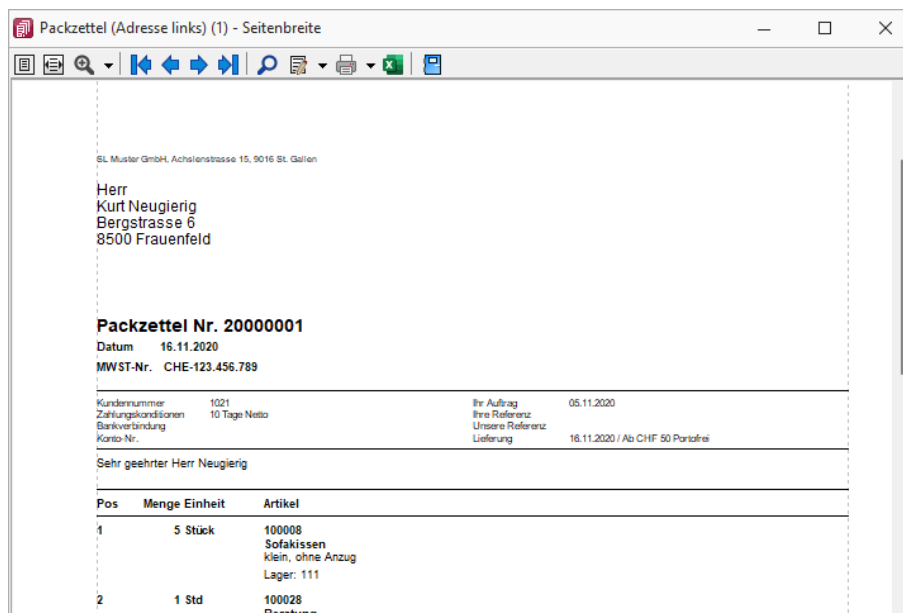 Packzettel (Adresse links) (1) - Seitenbreite
SL Muster GmbH, Achslenstrasse 15, 9016 St. Gallen
Herr
Kurt Neugierig
Bergstrasse 6
8500 Frauenfeld
Packzettel Nr. 20000001
Datum 16.11.2020
MWST-Nr. CHE-123.456.789
Kundennummer 1021 Ihr Auftrag 05.11.2020
Zahlungskonditionen 10 Tage Netto Ihre Referenz
Bankverbindung Unsere Referenz
Konto-Nr. Lieferung 16.11.2020 / Ab CHF 50 Portofrei
Sehr geehrter Herr Neugierig
Pos Menge Einheit Artikel
1 5 Stück 100008
Sofakissen
klein, ohne Anzug
Lager: 111
2 1 Std 100028
Beratung